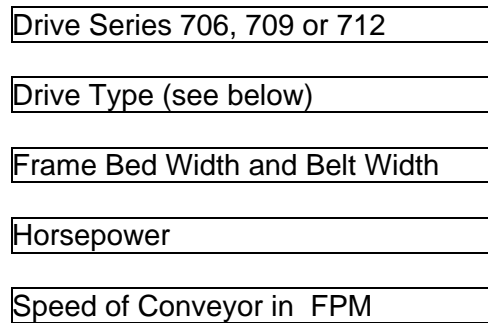 Drive Series 706, 709 or 712
Drive Type (see below)
Frame Bed Width and Belt Width
Horsepower
Speed of Conveyor in  FPM